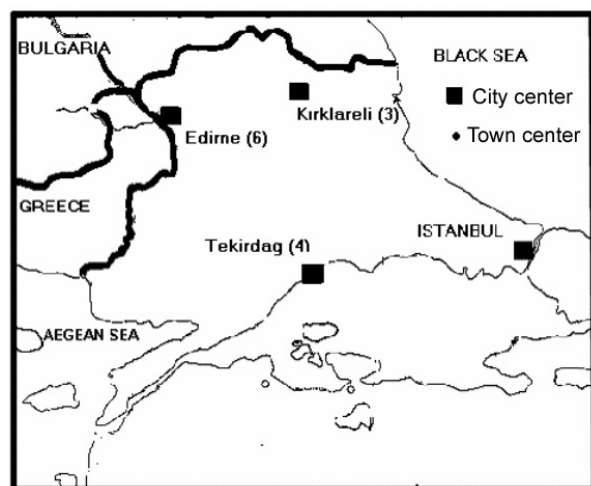 BULGARIA
BLACK SEA
City center
Kırklareli (3)
Town center
Edirne (6)
GREECE
ISTANBUL
Tekirdag (4)
AEGEAN SEA